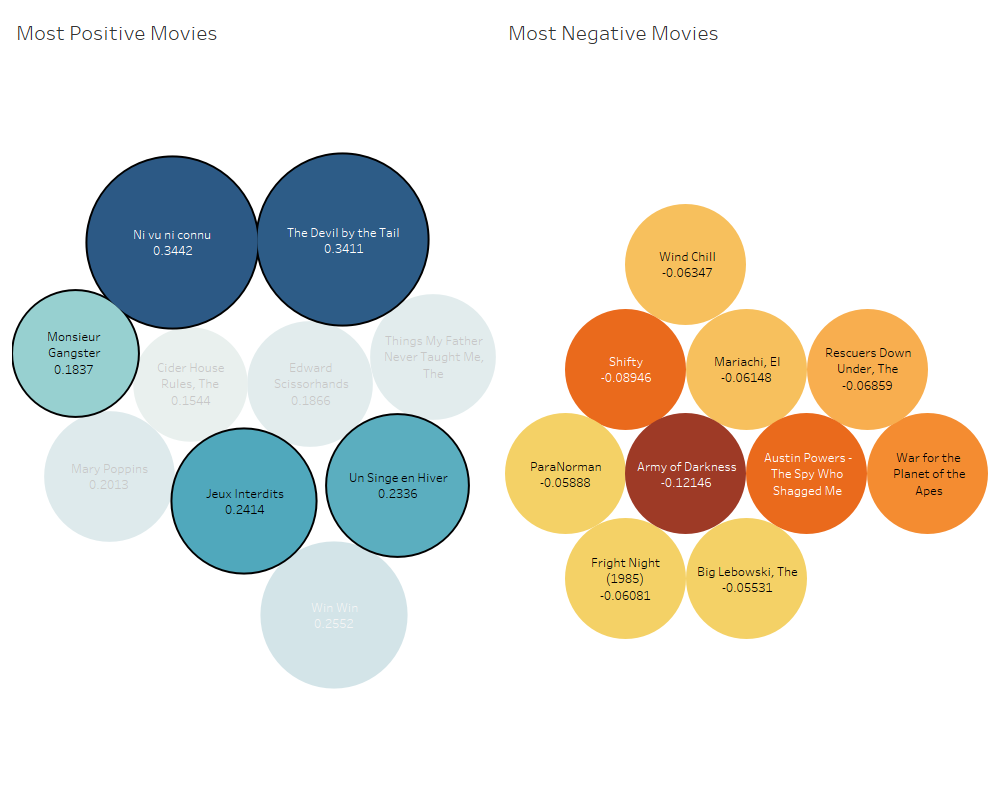 Most Positive Movies
Most Negative Movies
Ni vu ni connu
0.3442
The Devil by the Tail
0.3411
Monsieur
Gangster
0.1837
Cider House
Rules, The
0.1544
Edward
Scissorhands
0.1866
Things My Father
Never Taught Me,
The
Mary Poppins
0.2013
Jeux Interdits
0.2414
Un Singe en Hiver
0.2336
Win Win
0.2552
Wind Chill
-0.06347
Shifty
-0.08946
Mariachi, El
-0.06148
Rescuers Down
Under, The
-0.06859
ParaNorman
-0.05888
Army of Darkness
-0.12146
Austin Powers -
The Spy Who
Shagged Me
War for the
Planet of the
Apes
Fright Night
(1985)
-0.06081
Big Lebowski, The
-0.05531